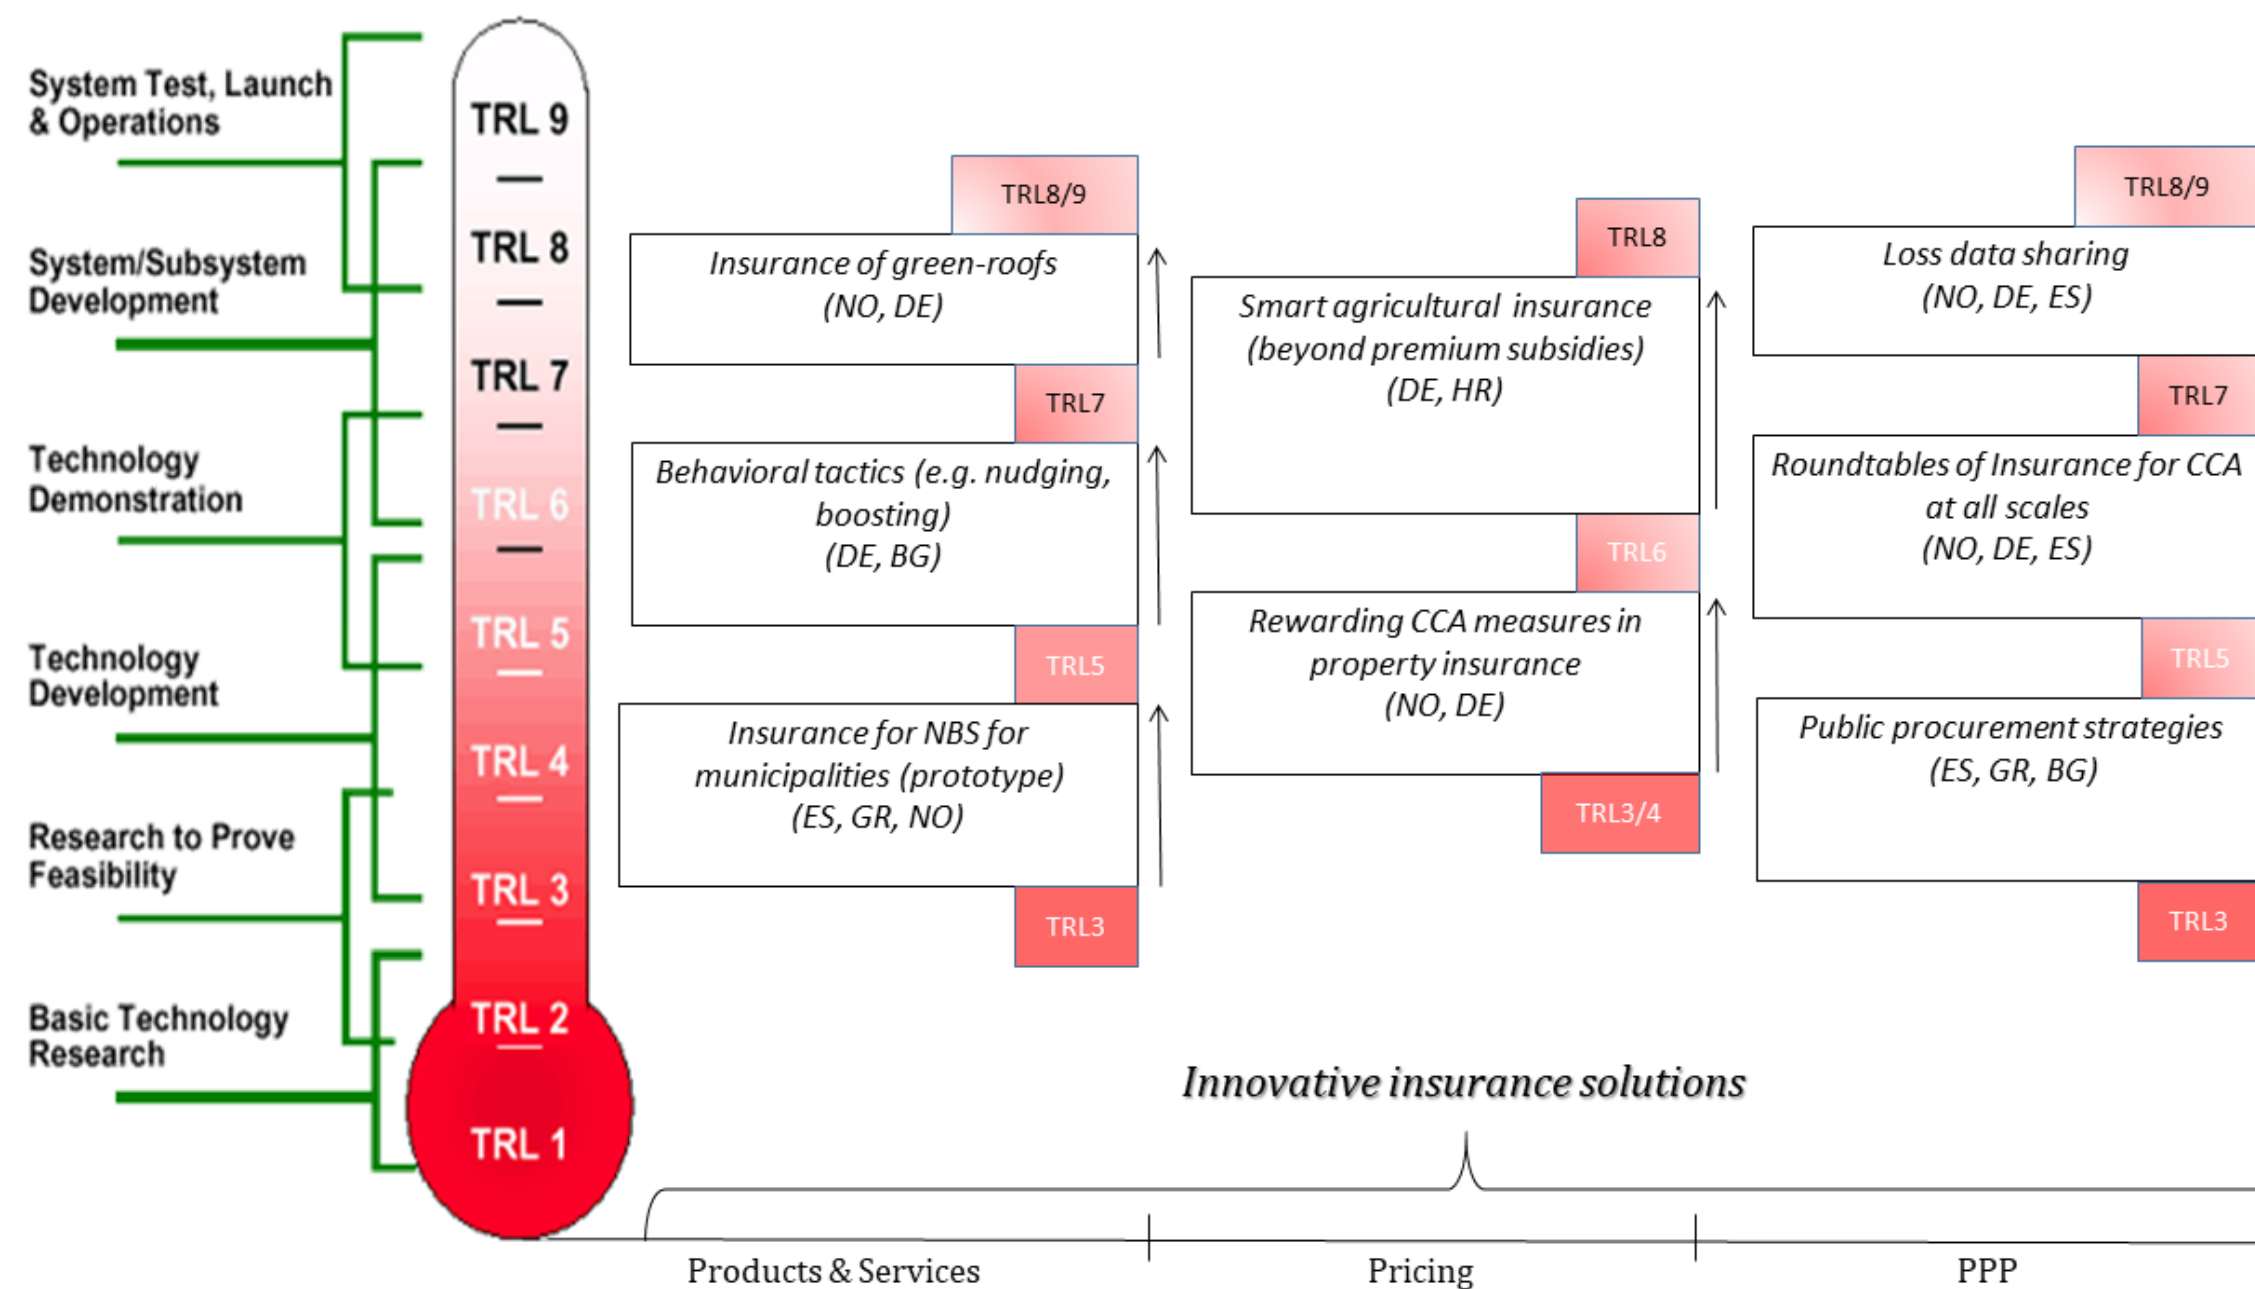 System Test, Launch
& Operations
System/Subsystem
Development
Technology
Demonstration
Technology
Development
Research to Prove
Feasibility
Basic Technology
Research
TRL 9
TRL 8
TRL 7
TRL 6
TRL 5
TRL 4
TRL 3
TRL 2
TRL 1
TRL8/9
Insurance of green-roofs
(NO, DE)
TRL7
Behavioral tactics (e.g. nudging,
boosting)
(DE, BG)
TRL5
Insurance for NBS for
municipalities (prototype)
(ES, GR, NO)
TRL3
TRL8
Smart agricultural insurance
(beyond premium subsidies)
(DE, HR)
TRL6
Rewarding CCA measures in
property insurance
(NO, DE)
TRL3/4
TRL8/9
Loss data sharing
(NO, DE, ES)
TRL7
Roundtables of Insurance for CCA
at all scales
(NO, DE, ES)
TRL5
Public procurement strategies
(ES, GR, BG)
TRL3
Innovative insurance solutions
Products & Services
Pricing
PPP